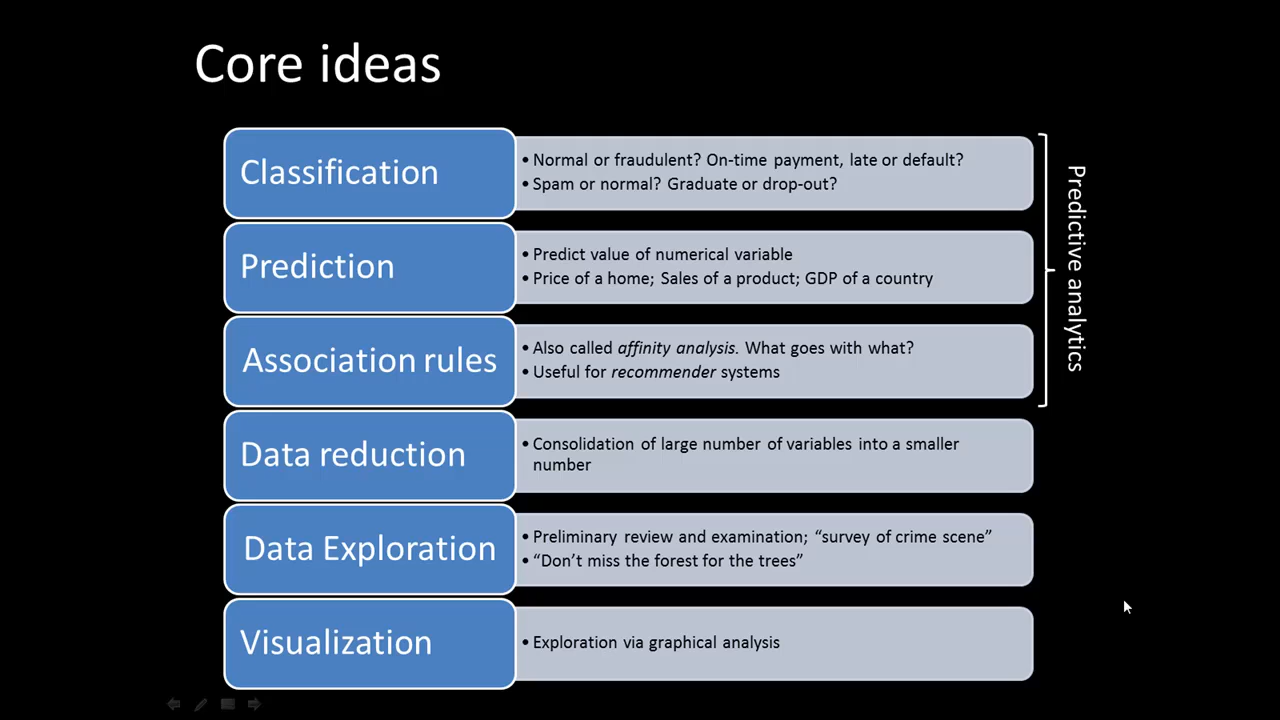 Core ideas
Classification
• Normal or fraudulent? On-time payment, late or default?
• Spam or normal? Graduate or drop-out?
Prediction
• Predict value of numerical variable
• Price of a home; Sales of a product; GDP of a country
Association rules
• Also called affinity analysis. What goes with what?
• Useful for recommender systems
Predictive analytics
Data reduction
• Consolidation of large number of variables into a smaller
number
Data Exploration
• Preliminary review and examination; “survey of crime scene”
• “Don’t miss the forest for the trees”
Visualization
• Exploration via graphical analysis